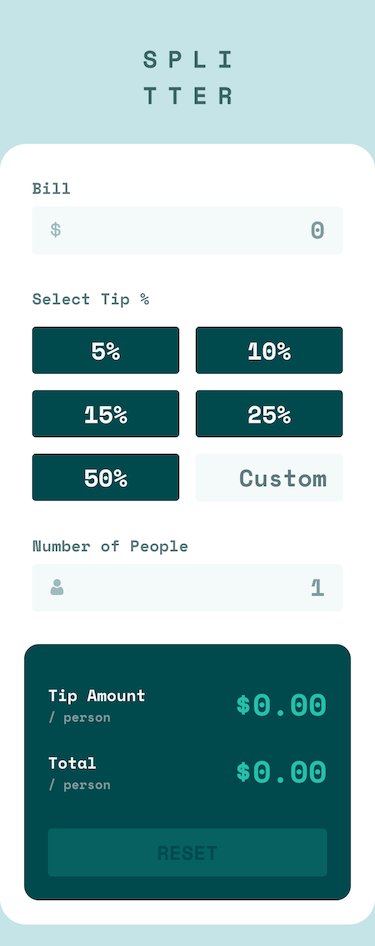 SPLI
TTER
Bill
$ 0
Select Tip %
5% 10%
15% 25%
50% Custom
Number of People
1
Tip Amount
/ person
$0.00
Total
/ person
$0.00
RESET